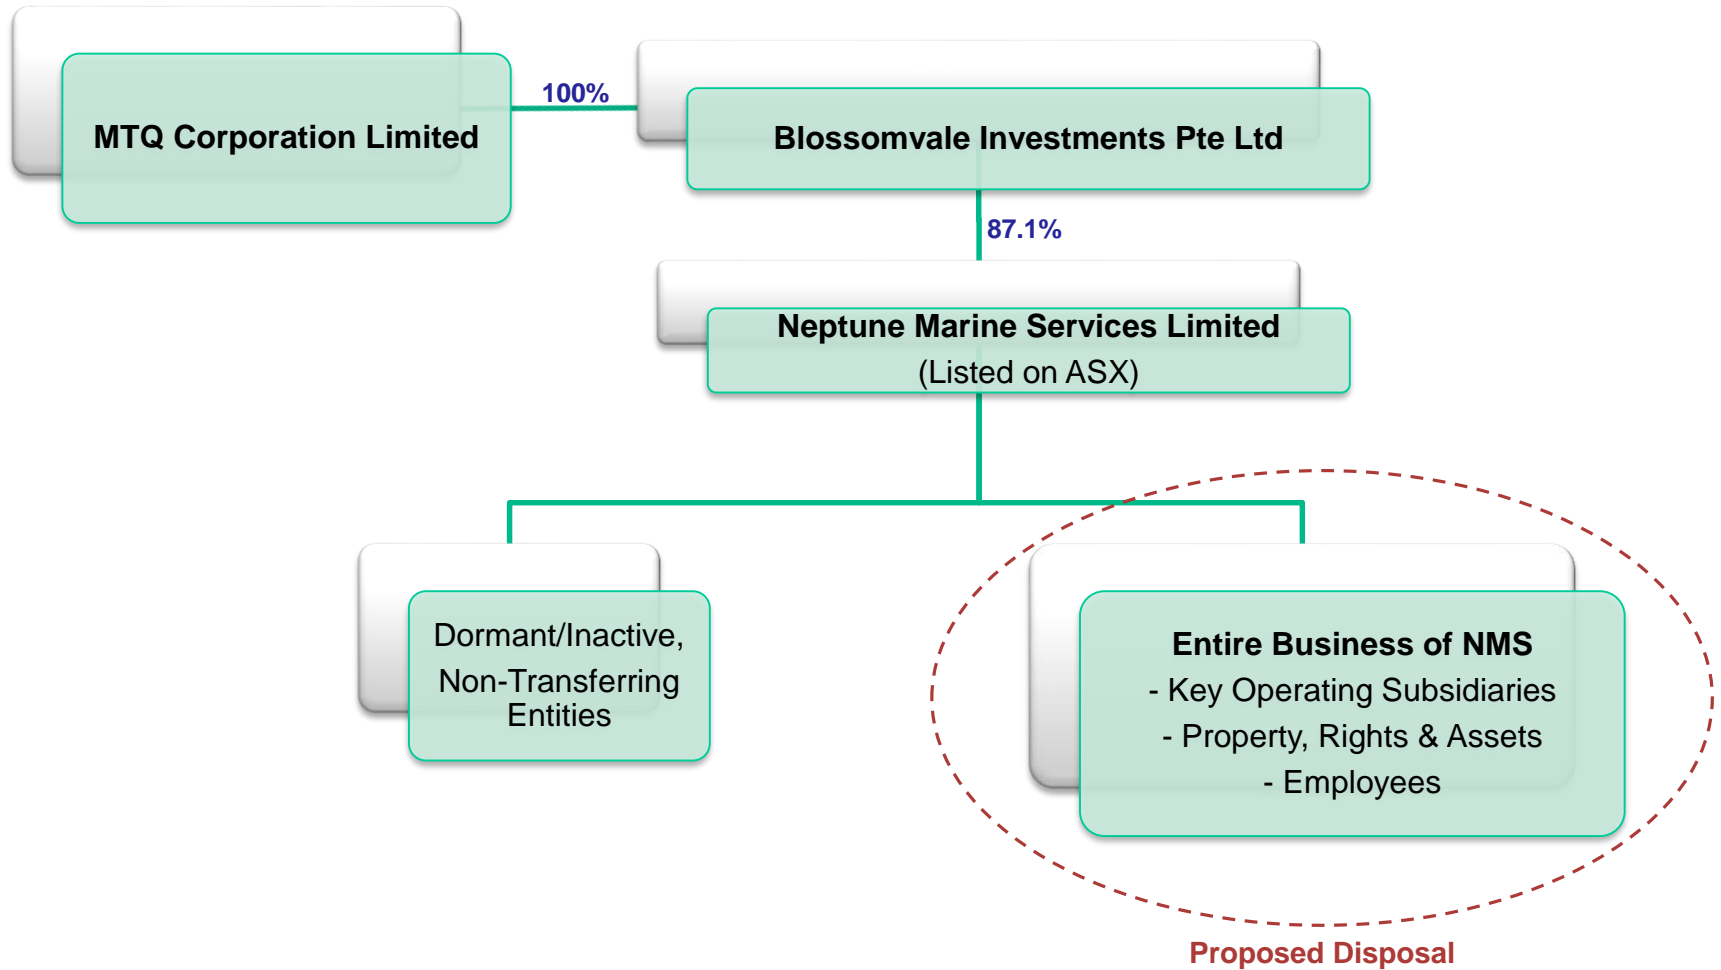 MTQ Corporation Limited
100%
Blossomvale Investments Pte Ltd
87.1%
Neptune Marine Services Limited
(Listed on ASX)
Dormant/Inactive,
Non-Transferring
Entities
Entire Business of NMS
- Key Operating Subsidiaries
- Property, Rights & Assets
- Employees
Proposed Disposal